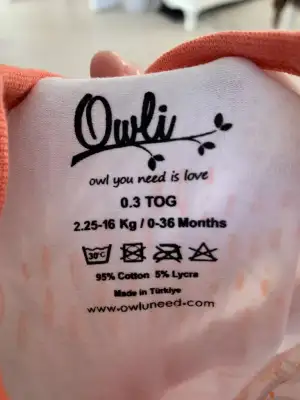 Owli
owl you need is love
0.3 TOG
2.25-16 Kg / 0-36 Months
30°C
95% Cotton 5% Lycra
Made in Türkiye
www.owluneed.com